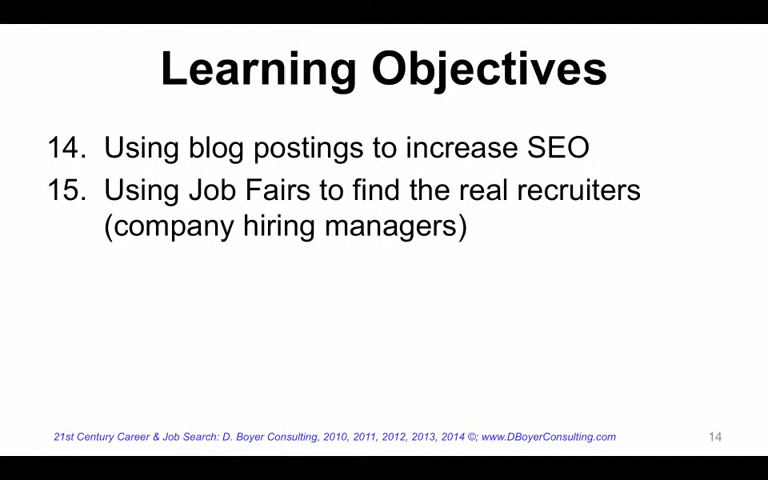 Learning Objectives
14. Using blog postings to increase SEO
15. Using Job Fairs to find the real recruiters
(company hiring managers)
21st Century Career & Job Search: D. Boyer Consulting, 2010, 2011, 2012, 2013, 2014 ©; www.DBoyerConsulting.com
14